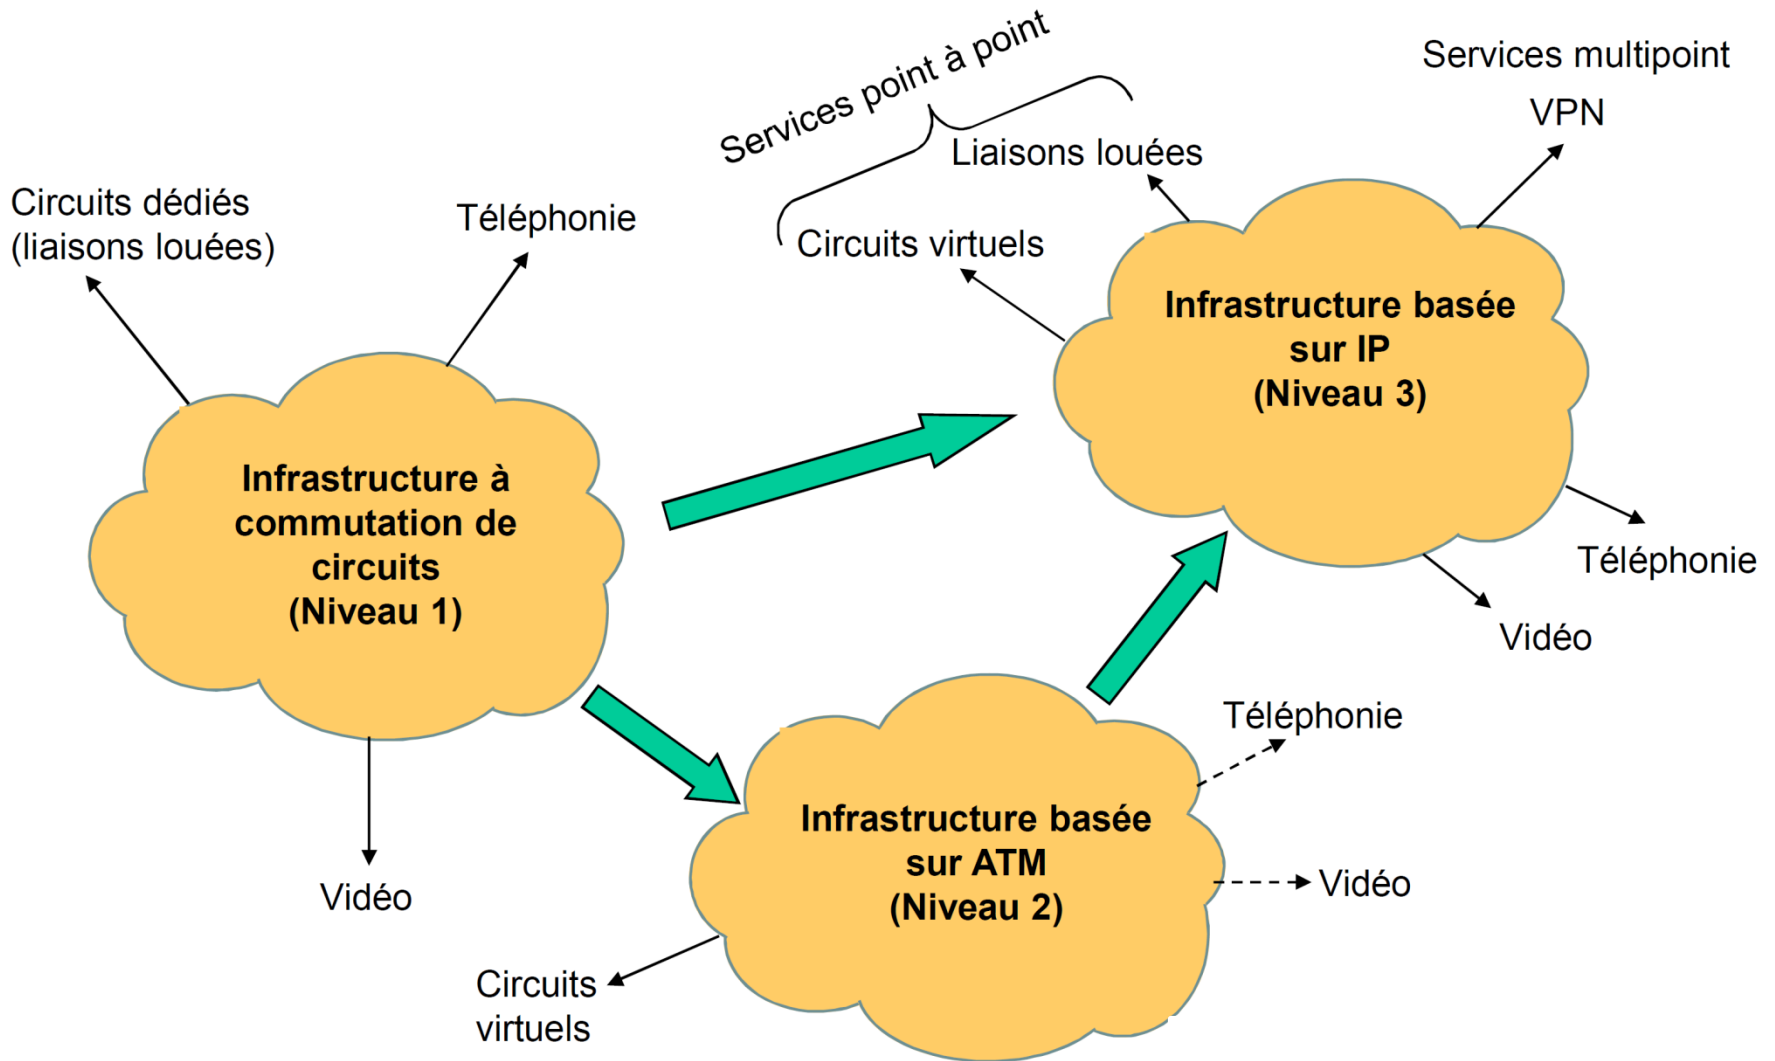 Services point à point
Services multipoint
VPN
Liaisons louées
Circuits virtuels
Circuits dédiés
(liaisons louées)
Téléphonie
Infrastructure basée
sur IP
(Niveau 3)
Infrastructure à
commutation de
circuits
(Niveau 1)
Téléphonie
Vidéo
Téléphonie
Infrastructure basée
sur ATM
(Niveau 2)
Vidéo
Vidéo
Circuits
virtuels